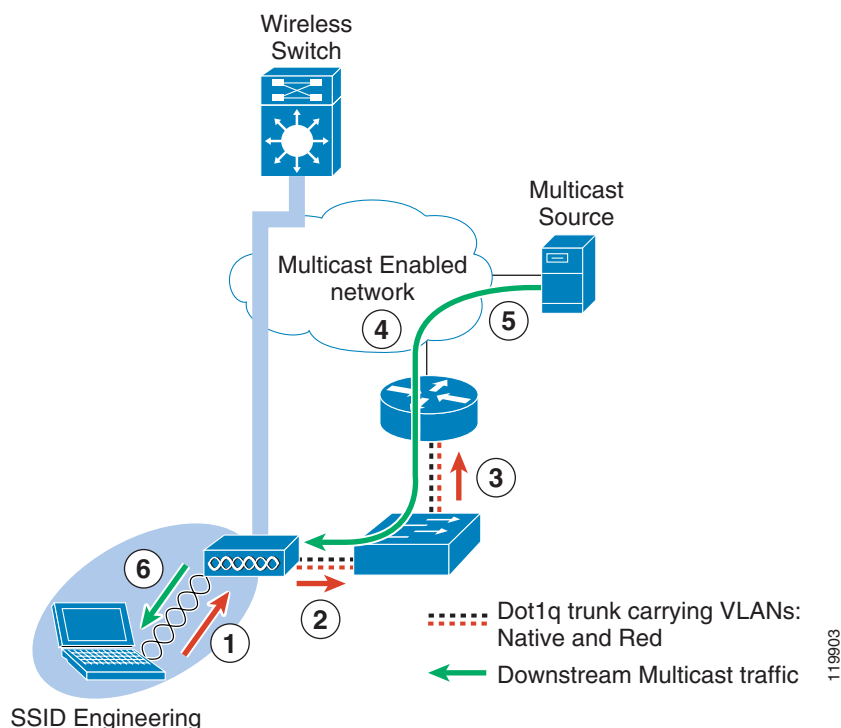 Wireless
Switch
Multicast
Source
Multicast Enabled
network
4
5
3
6
2
1
Dot1q trunk carrying VLANs:
Native and Red
Downstream Multicast traffic
119903
SSID Engineering